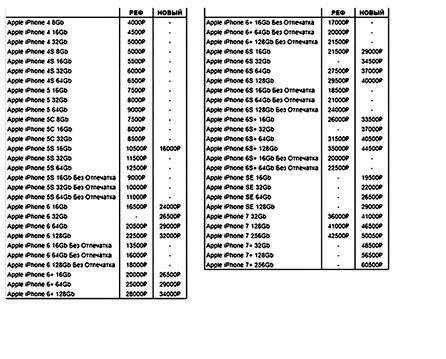 РЕФ НОВЫЙ
Apple iPhone 4 8Gb 4000Р -
Apple iPhone 4 16Gb 4500Р -
Apple iPhone 4 32Gb 5000Р -
Apple iPhone 4S 8Gb 5000Р -
Apple iPhone 4S 16Gb 5500Р -
Apple iPhone 4S 32Gb 6000Р -
Apple iPhone 4S 64Gb 6500Р -
Apple iPhone 5 16Gb 7500Р -
Apple iPhone 5 32Gb 8000Р -
Apple iPhone 5 64Gb 9000Р -
Apple iPhone 5C 8Gb 7500Р -
Apple iPhone 5C 16Gb 8000Р -
Apple iPhone 5C 32Gb 8500Р -
Apple iPhone 5S 16Gb 10500Р 16000Р
Apple iPhone 5S 32Gb 11500Р -
Apple iPhone 5S 64Gb 12500Р -
Apple iPhone 5S 16Gb Без Отпечатка 9000Р -
Apple iPhone 5S 32Gb Без Отпечатка 10000Р -
Apple iPhone 5S 64Gb Без Отпечатка 11000Р -
Apple iPhone 6 16Gb 16500Р 24000Р
Apple iPhone 6 32Gb - 26500Р
Apple iPhone 6 64Gb 20500Р 29000Р
Apple iPhone 6 128Gb 22500Р 32000Р
Apple iPhone 6 16Gb Без Отпечатка 13500Р -
Apple iPhone 6 64Gb Без Отпечатка 16000Р -
Apple iPhone 6 128Gb Без Отпечатка 18000Р -
Apple iPhone 6+ 16Gb 20000Р 26500Р
Apple iPhone 6+ 64Gb 25000Р 29000Р
Apple iPhone 6+ 128Gb 28000Р 34000Р
РЕФ НОВЫЙ
Apple iPhone 6+ 16Gb Без Отпечатка 17000Р -
Apple iPhone 6+ 64Gb Без Отпечатка 20000Р -
Apple iPhone 6+ 128Gb Без Отпечатка 21500Р -
Apple iPhone 6S 16Gb 21500Р 29000Р
Apple iPhone 6S 32Gb - 34500Р
Apple iPhone 6S 64Gb 27500Р 37000Р
Apple iPhone 6S 128Gb 29500Р 40000Р
Apple iPhone 6S 16Gb Без Отпечатка 18500Р -
Apple iPhone 6S 64Gb Без Отпечатка 21000Р -
Apple iPhone 6S 128Gb Без Отпечатка 24000Р -
Apple iPhone 6S+ 16Gb 26000Р 33500Р
Apple iPhone 6S+ 32Gb - 37000Р
Apple iPhone 6S+ 64Gb 31500Р 40500Р
Apple iPhone 6S+ 128Gb 35000Р 44500Р
Apple iPhone 6S+ 16Gb Без Отпечатка 20000Р -
Apple iPhone 6S+ 64Gb Без Отпечатка 22500Р -
Apple iPhone SE 16Gb - 19500Р
Apple iPhone SE 32Gb - 22000Р
Apple iPhone SE 64Gb - 26500Р
Apple iPhone SE 128Gb - 29000Р
Apple iPhone 7 32Gb 36000Р 41000Р
Apple iPhone 7 128Gb 41000Р 46500Р
Apple iPhone 7 256Gb 42500Р 50050Р
Apple iPhone 7+ 32Gb - 48500Р
Apple iPhone 7+ 128Gb - 56500Р
Apple iPhone 7+ 256Gb - 60500Р